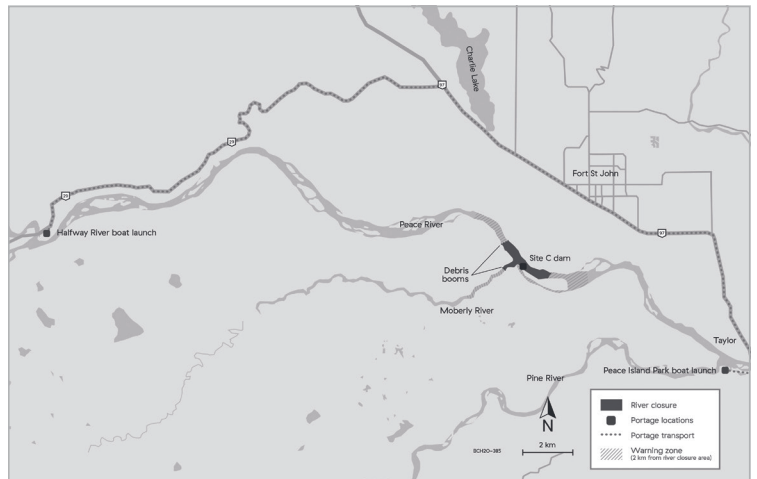 Charlie Lake
97
29
Fort St John
29
Peace River
Halfway River boat launch
97
Site C dam
Debris
booms
Moberly River
Taylor
Peace Island Park boat launch
Pine River
N
2 km
BCH20-385
River closure
Portage locations
Portage transport
Warning zone
(2 km from river closure area)